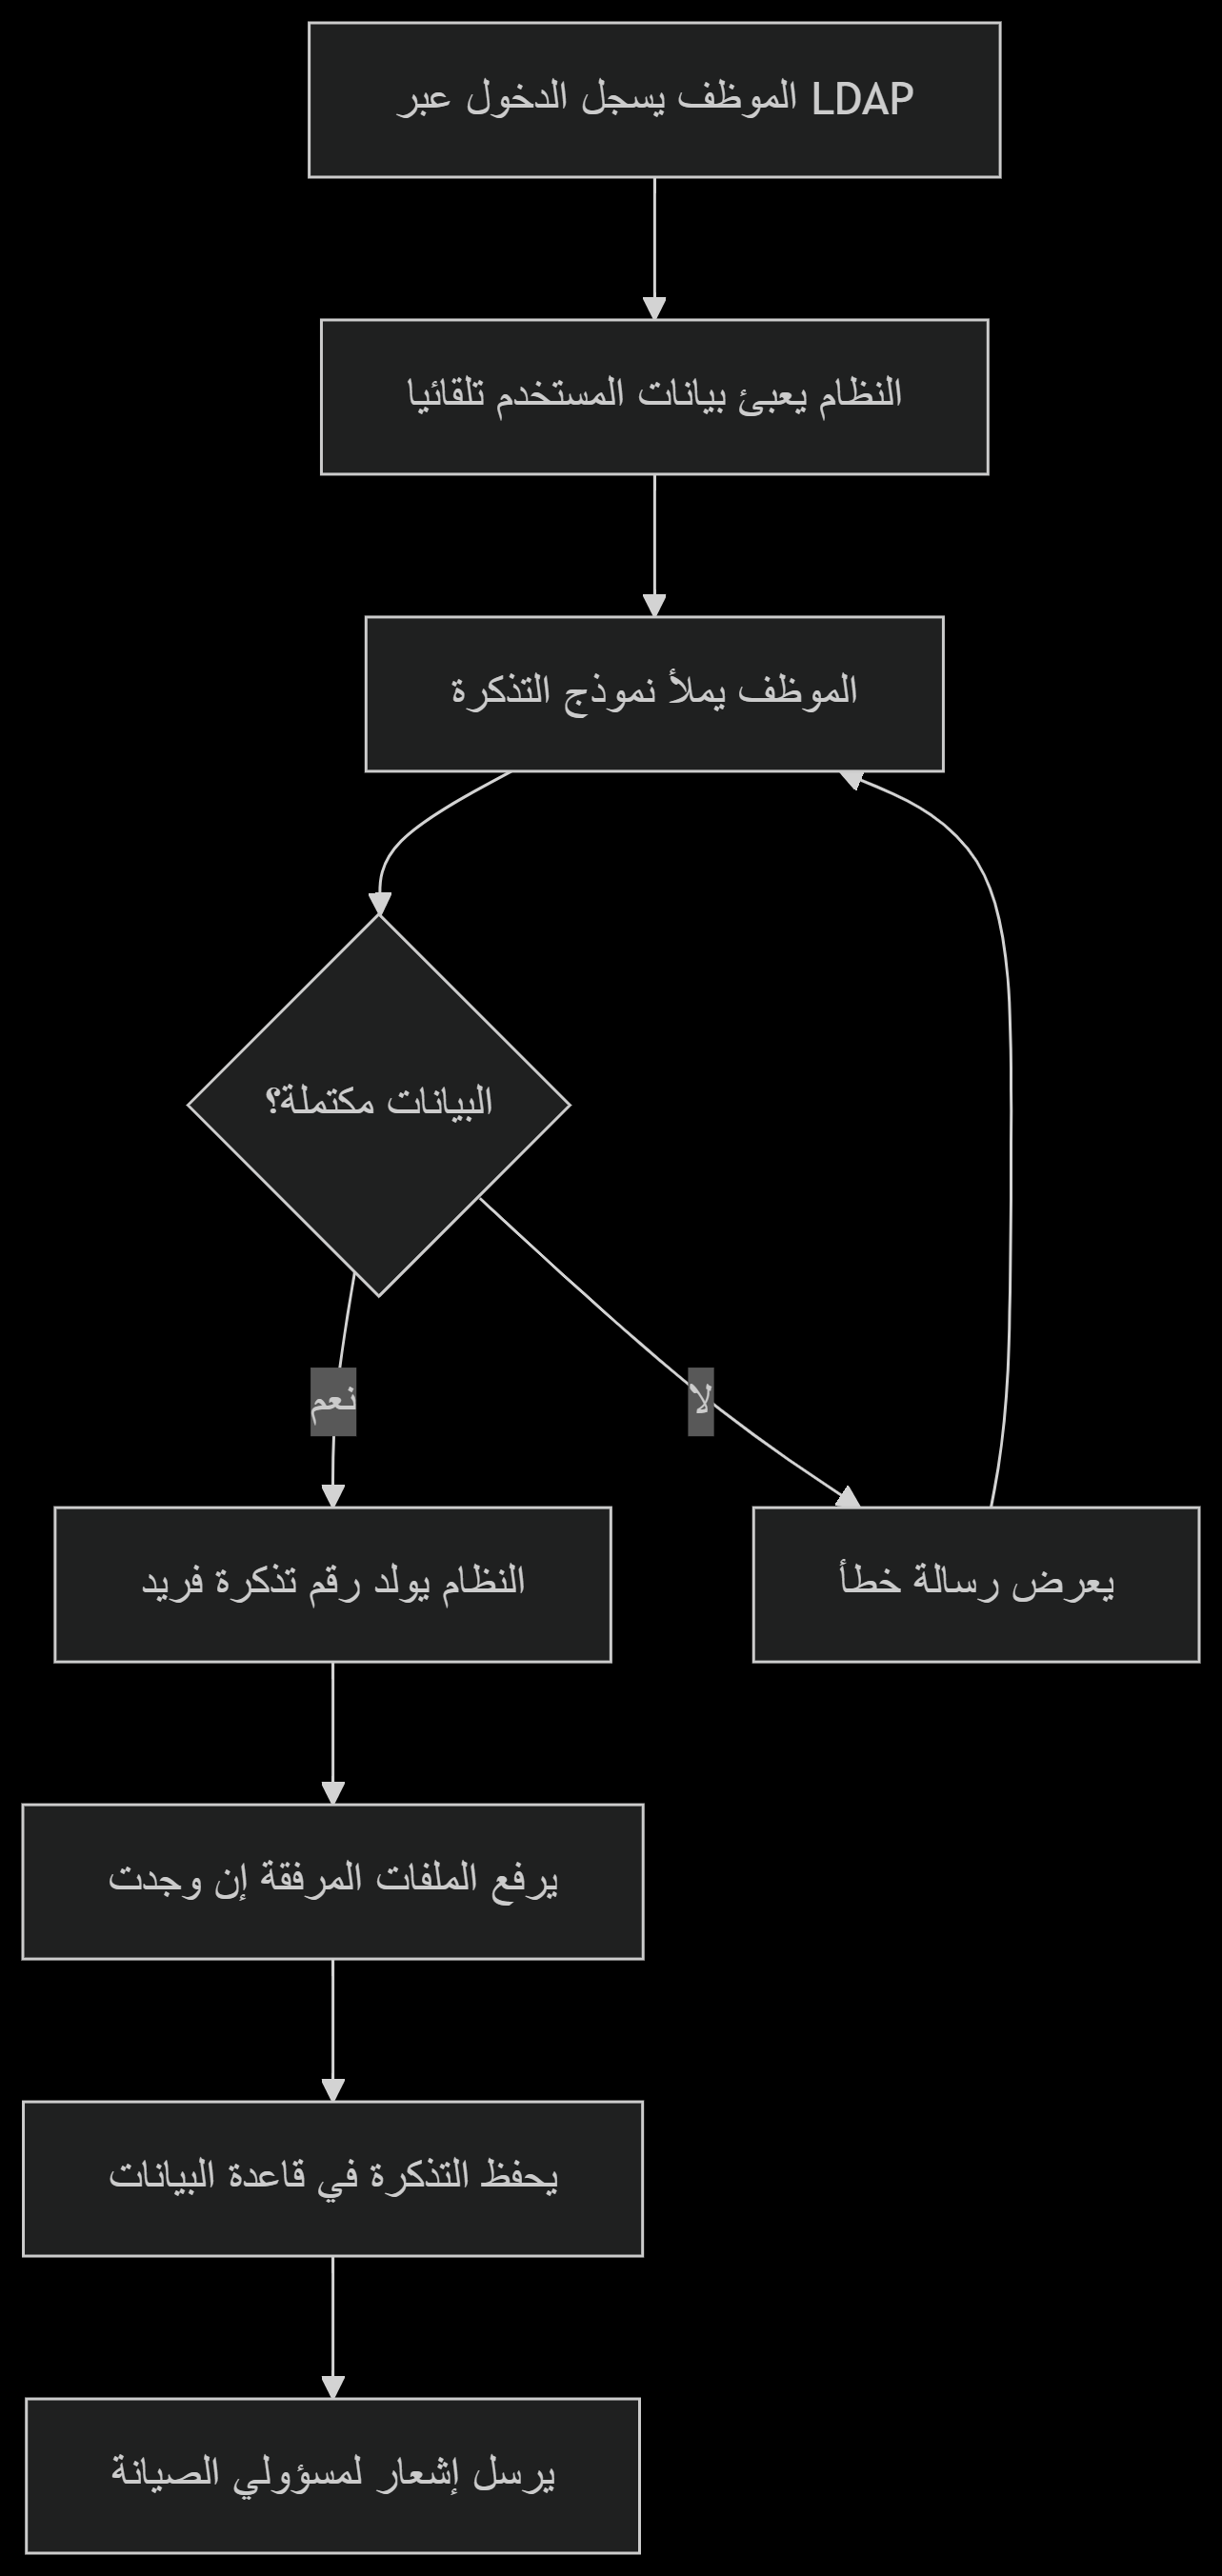 الموظف يسجل الدخول عبر LDAP
النظام يعبئ بيانات المستخدم تلقائيا
الموظف يملأ نموذج التذكرة
البيانات مكتملة؟
نعم
لا
النظام يولد رقم تذكرة فريد
يعرض رسالة خطأ
يرفع الملفات المرفقة إن وجدت
يحفظ التذكرة في قاعدة البيانات
يرسل إشعار لمسؤولي الصيانة